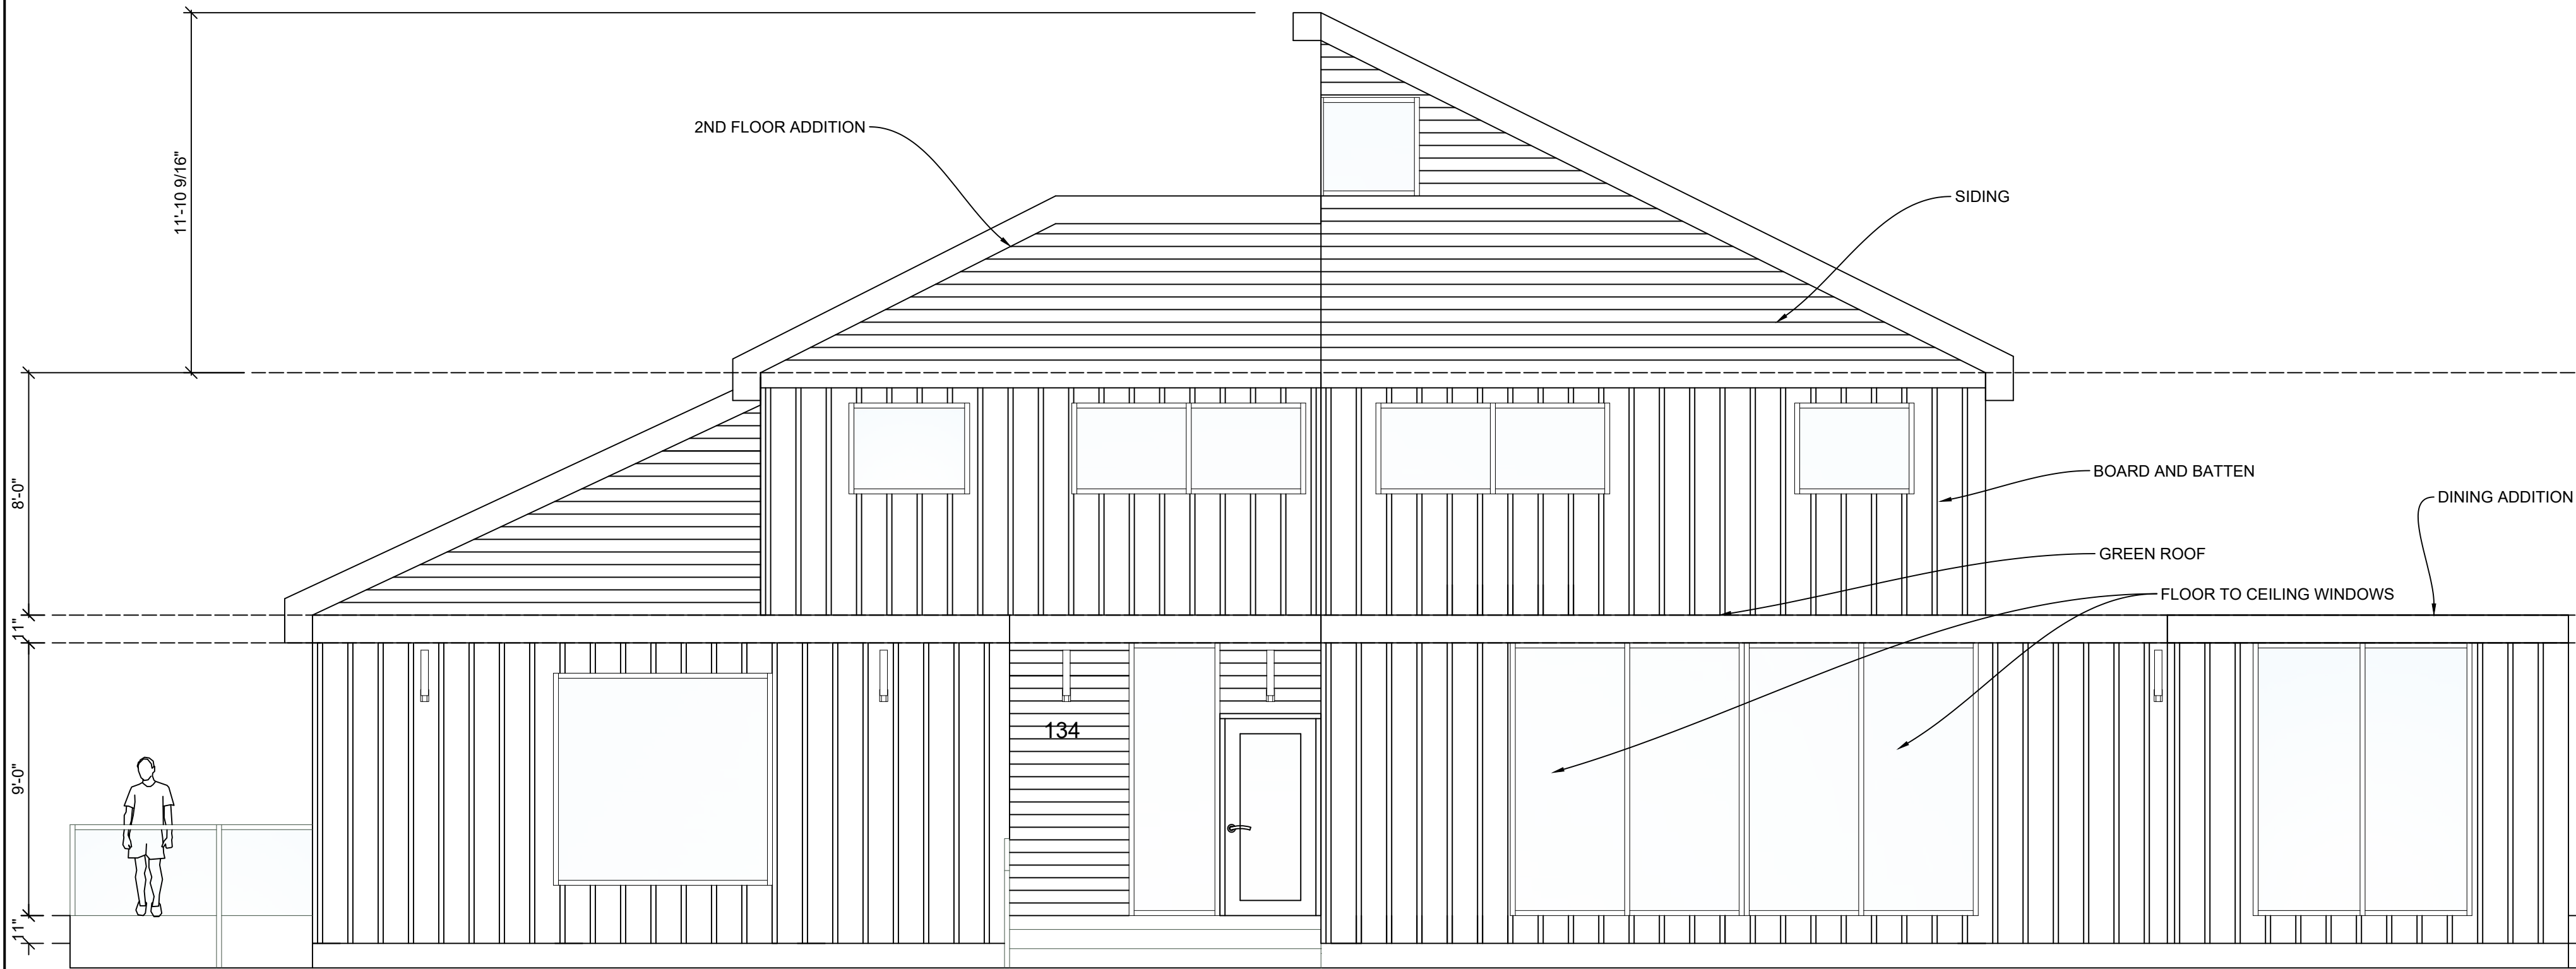 11'-10 9/16"
2ND FLOOR ADDITION
SIDING
8'-0"
BOARD AND BATTEN
DINING ADDITION
GREEN ROOF
FLOOR TO CEILING WINDOWS
11"
134
9'-0"
11"